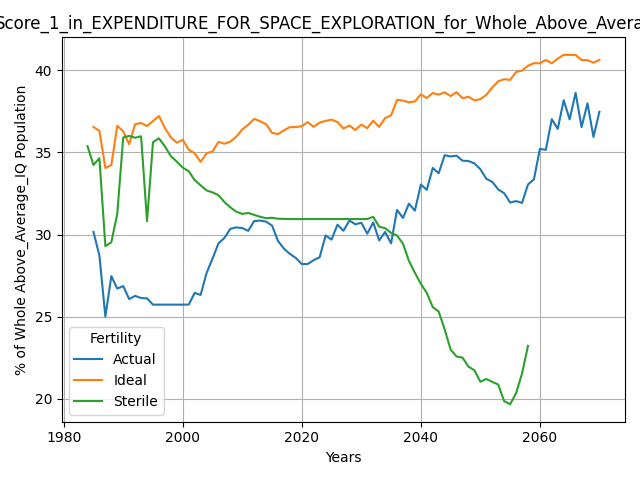 Score_1_in_EXPENDITURE_FOR_SPACE_EXPLORATION_for_Whole_Above_Avera
% of Whole Above_Average_IQ Population
40
35
30
25
20
Fertility
Actual
Ideal
Sterile
1980 2000 2020 2040 2060
Years